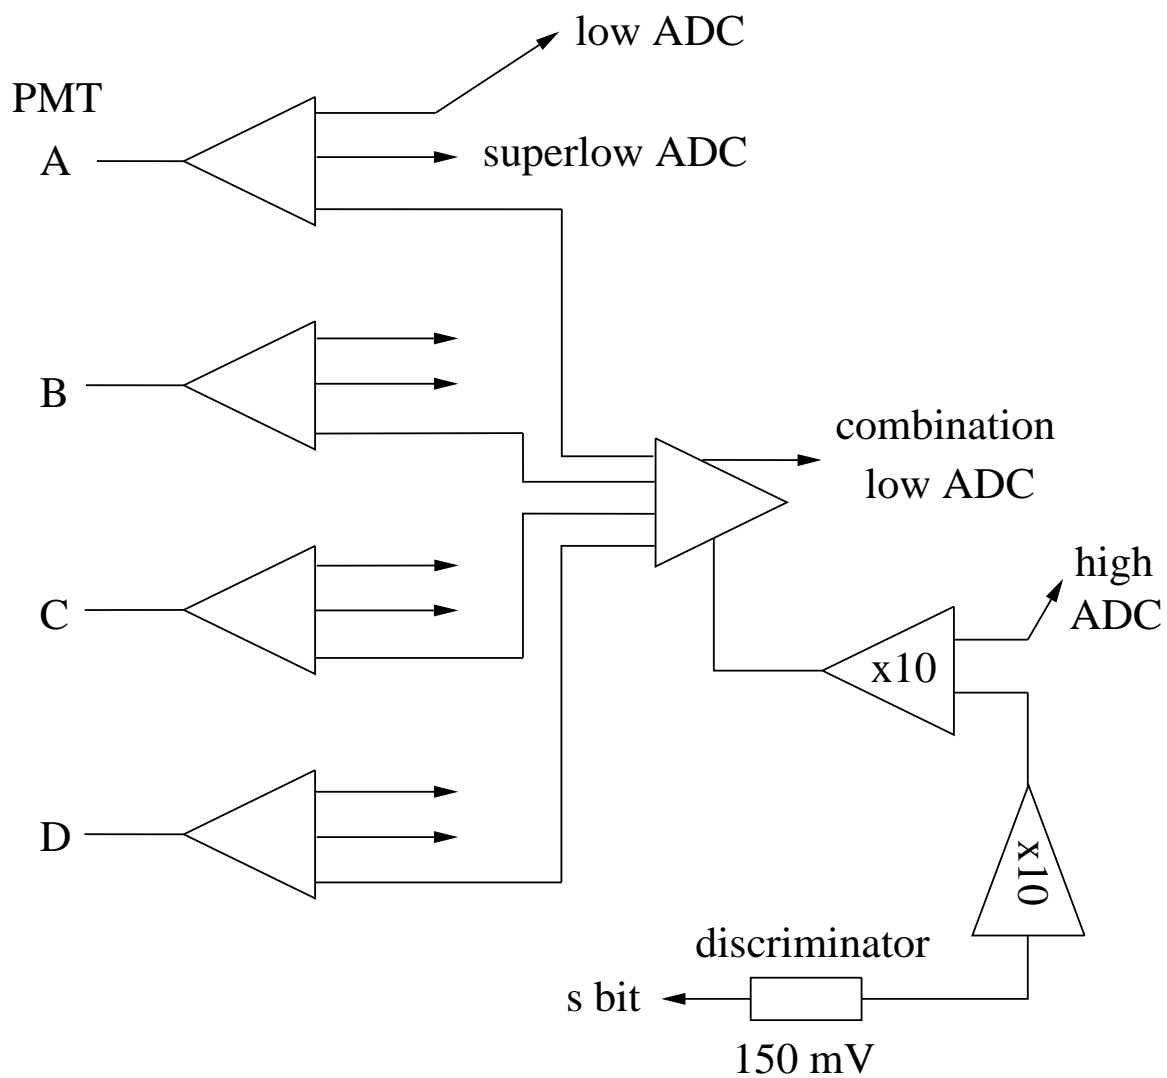 low ADC
PMT
A
superlow ADC
B
combination
low ADC
high
ADC
C
x10
D
x10
discriminator
s bit
150 mV